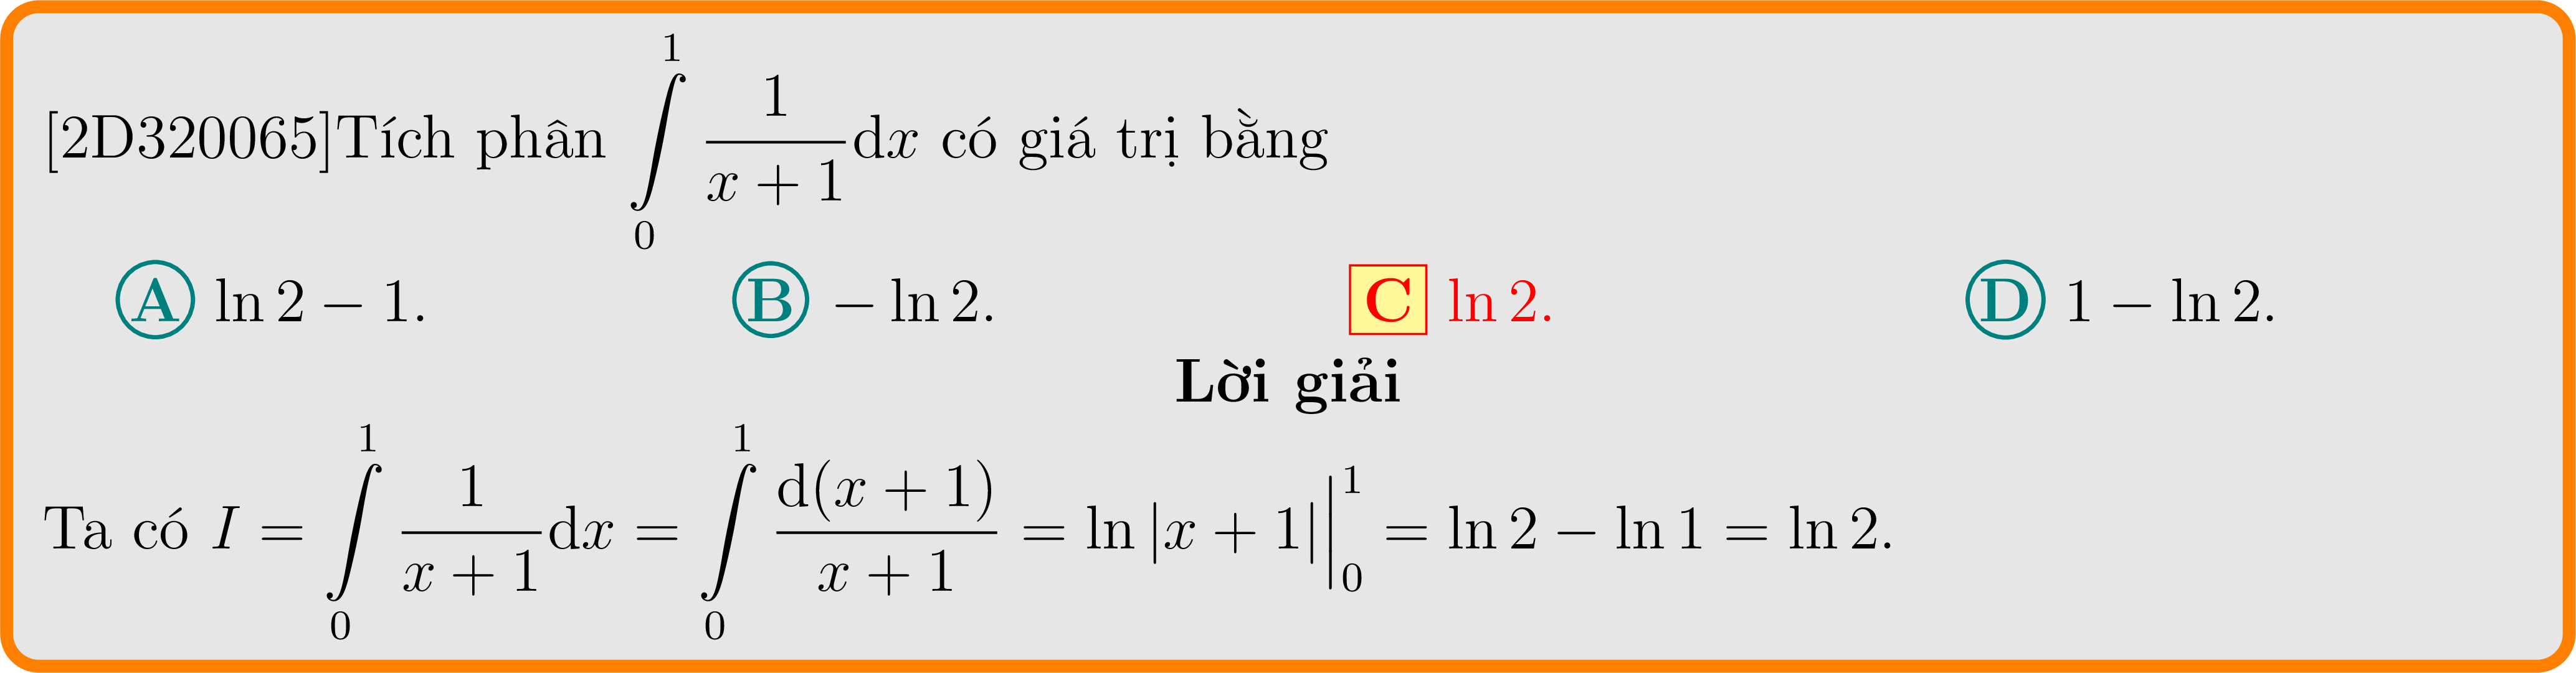 [2D320065]Tích phân $\int\limits_0^1 \frac{1}{x+1}\mathrm{d}x$ có giá trị bằng
A ln 2 − 1. B − ln 2. C ln 2. D 1 − ln 2.
Lời giải
Ta có $I = \int\limits_0^1 \frac{1}{x+1}\mathrm{d}x = \int\limits_0^1 \frac{\mathrm{d}(x+1)}{x+1} = \ln|x+1|\Big|_0^1 = \ln 2 - \ln 1 = \ln 2.$